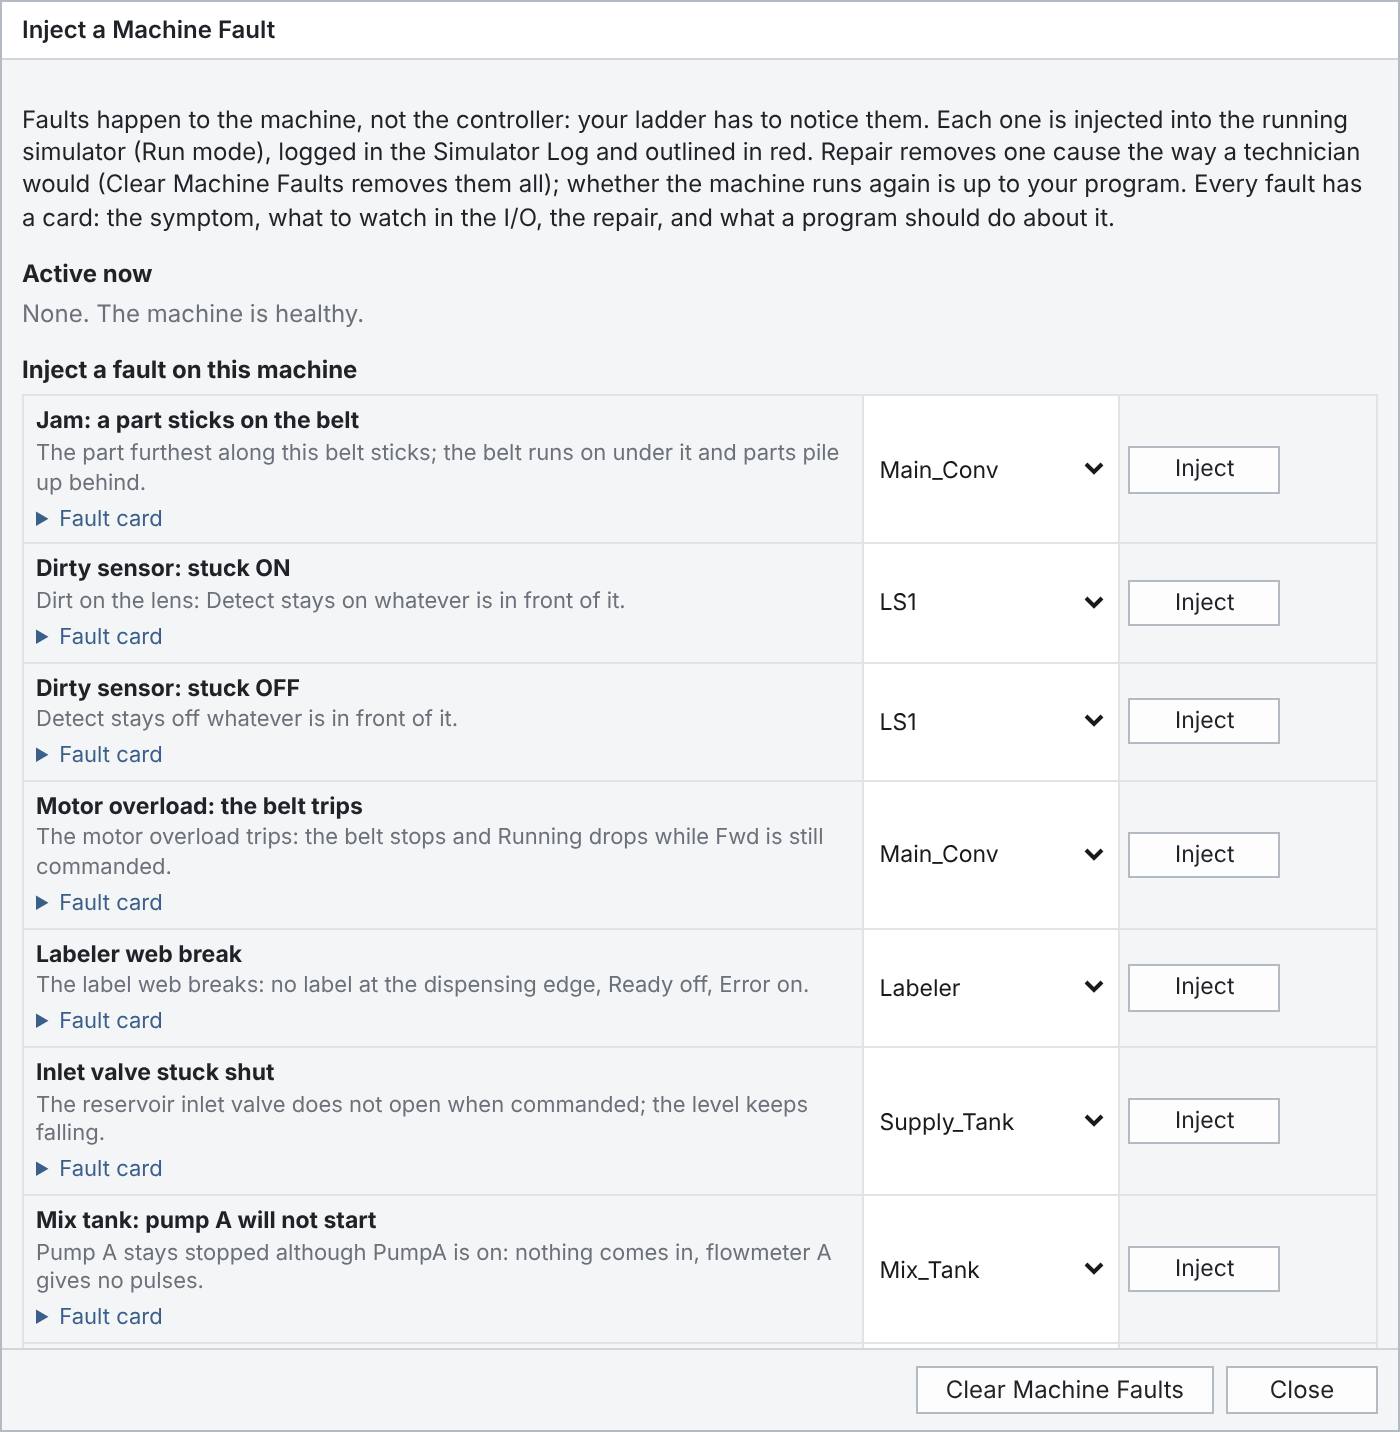 Inject a Machine Fault
Faults happen to the machine, not the controller: your ladder has to notice them. Each one is injected into the running
simulator (Run mode), logged in the Simulator Log and outlined in red. Repair removes one cause the way a technician
would (Clear Machine Faults removes them all); whether the machine runs again is up to your program. Every fault has
a card: the symptom, what to watch in the I/O, the repair, and what a program should do about it.
Active now
None. The machine is healthy.
Inject a fault on this machine
Jam: a part sticks on the belt
The part furthest along this belt sticks; the belt runs on under it and parts pile
up behind.
Fault card
Main_Conv
Inject
Dirty sensor: stuck ON
Dirt on the lens: Detect stays on whatever is in front of it.
Fault card
LS1
Inject
Dirty sensor: stuck OFF
Detect stays off whatever is in front of it.
Fault card
LS1
Inject
Motor overload: the belt trips
The motor overload trips: the belt stops and Running drops while Fwd is still
commanded.
Fault card
Main_Conv
Inject
Labeler web break
The label web breaks: no label at the dispensing edge, Ready off, Error on.
Fault card
Labeler
Inject
Inlet valve stuck shut
The reservoir inlet valve does not open when commanded; the level keeps
falling.
Fault card
Supply_Tank
Inject
Mix tank: pump A will not start
Pump A stays stopped although PumpA is on: nothing comes in, flowmeter A
gives no pulses.
Fault card
Mix_Tank
Inject
Clear Machine Faults
Close